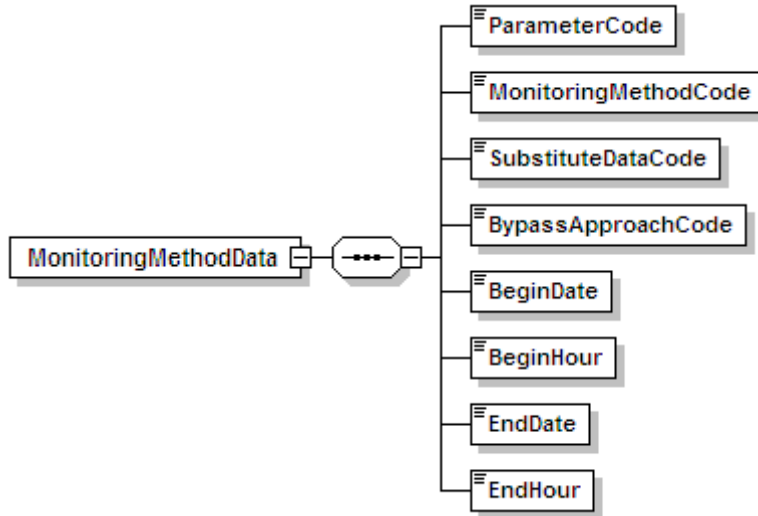 ParameterCode
MonitoringMethodCode
SubstituteDataCode
BypassApproachCode
MonitoringMethodData
BeginDate
BeginHour
EndDate
EndHour